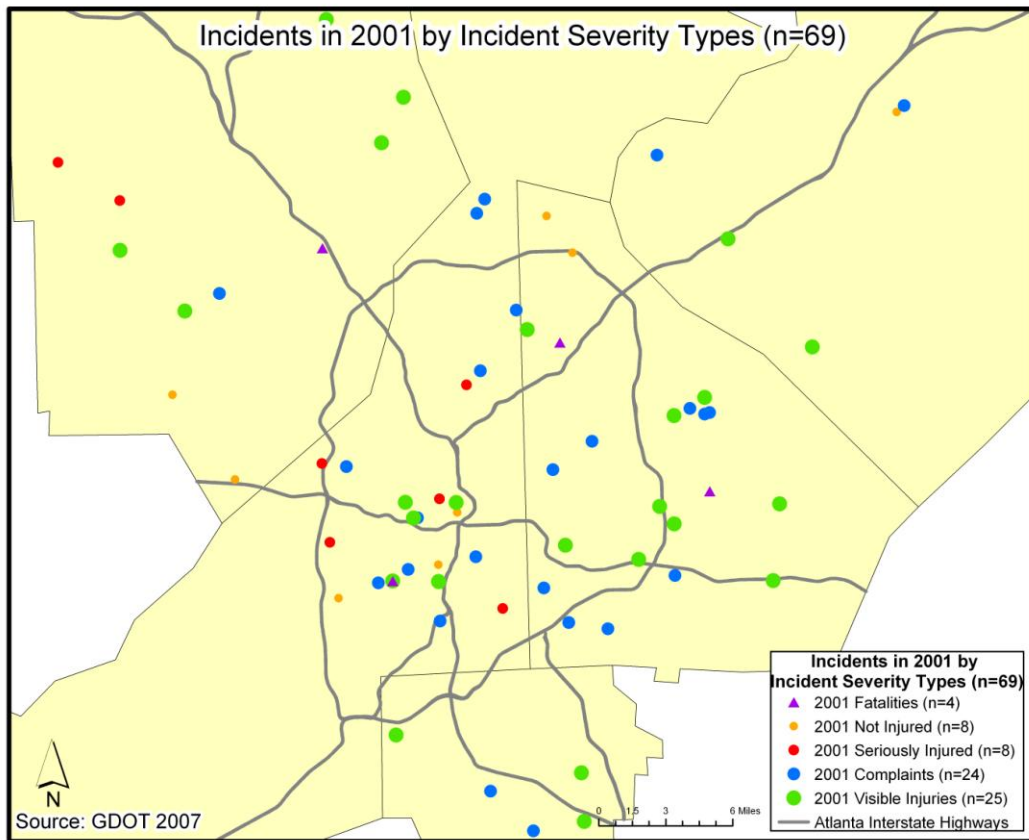 Incidents in 2001 by Incident Severity Types (n=69)
Incidents in 2001 by
Incident Severity Types (n=69)
2001 Fatalities (n=4)
2001 Not Injured (n=8)
2001 Seriously Injured (n=8)
2001 Complaints (n=24)
2001 Visible Injuries (n=25)
Atlanta Interstate Highways
N
Source: GDOT 2007
0 1.5 3 6 Miles